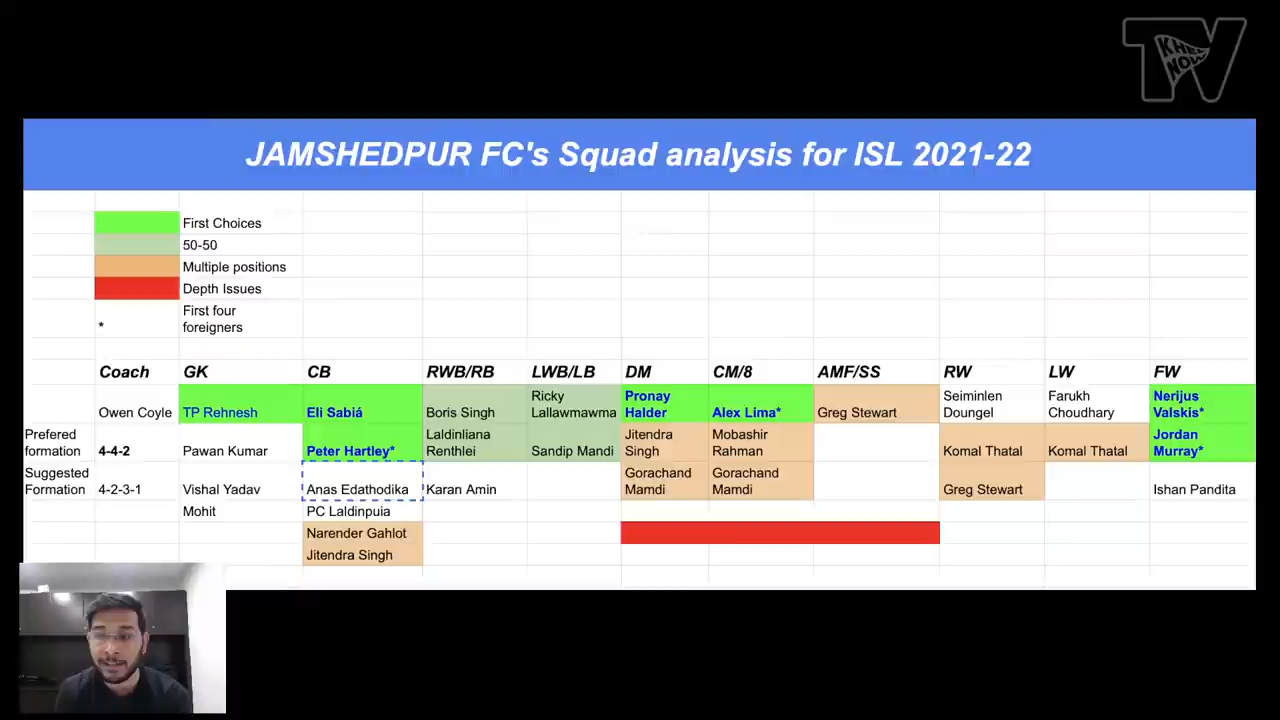 KHEL NOW
TV
JAMSHEDPUR FC's Squad analysis for ISL 2021-22
First Choices
50-50
Multiple positions
Depth Issues
* First four
foreigners
Coach GK CB RWB/RB LWB/LB DM CM/8 AMF/SS RW LW FW
Owen Coyle TP Rehnesh Eli Sabiá Boris Singh Ricky Lallawmawma Pronay Halder Alex Lima* Greg Stewart Seiminlen Doungel Farukh Choudhary Nerijus Valskis*
Prefered formation 4-4-2 Pawan Kumar Peter Hartley* Laldinliana Renthlei Sandip Mandi Jitendra Singh Mobashir Rahman Komal Thatal Komal Thatal Jordan Murray*
Suggested Formation 4-2-3-1 Vishal Yadav Anas Edathodika Karan Amin Gorachand Mamdi Gorachand Mamdi Greg Stewart Ishan Pandita
Mohit PC Laldinpuia
Narender Gahlot
Jitendra Singh